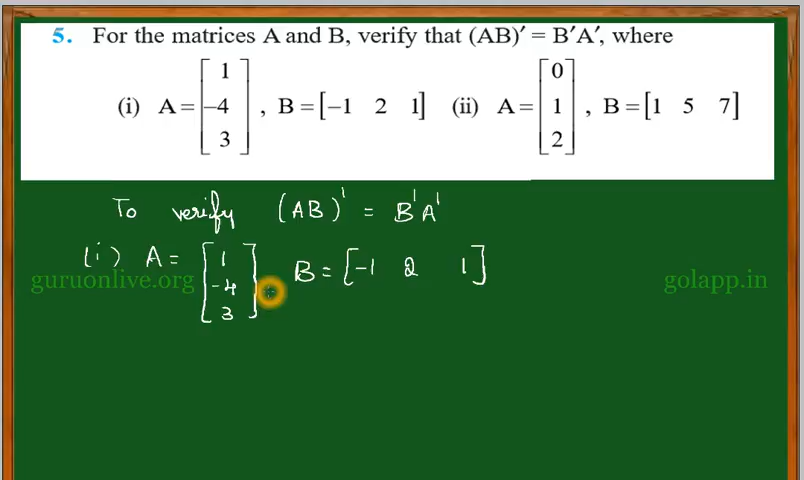 5. For the matrices A and B, verify that (AB)′ = B′A′, where
(i) A = [1 −4 3], B = [−1 2 1] (ii) A = [0 1 2], B = [1 5 7]
To verify (AB)' = B'A'
(i) A = [1 -4 3] B = [-1 2 1]
guruonlive.org golapp.in